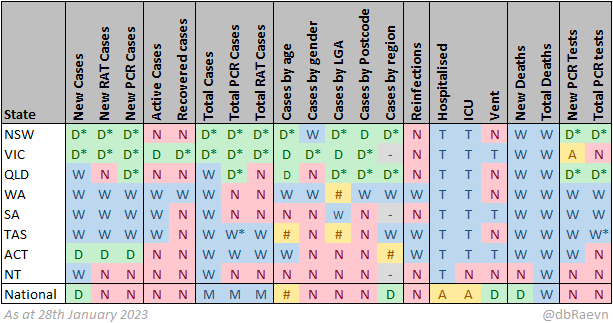 State New Cases New RAT Cases New PCR Cases Active Cases Recovered cases Total Cases Total PCR Cases Total RAT Cases Cases by age Cases by gender Cases by LGA Cases by Postcode Cases by region Reinfections Hospitalised ICU Vent New Deaths Total Deaths New PCR Tests Total PCR tests
NSW D* D* D* N N D* D* D* D* W D* D D* N T T N W W D* D*
VIC D* D* D* D D* D* D* D* D D* D D* - N T T T W W A N
QLD W N D* N N W D* N D N D* D* D* N T T N W W D* D*
WA W W W W N W N N W W # W W W T T N W W W N
SA W W W W N W W W N N W N - N T T T W W W W
TAS W W W W W W W* W # N # N W W T T N W W W W*
ACT D D D N N W W W N N N N # W T T T W W W N
NT W N N N N W N N N N N N - N T N N N W N N
National D N N N N M M M # N N N D N A A D D W N N
As at 28th January 2023 @dbRaevn